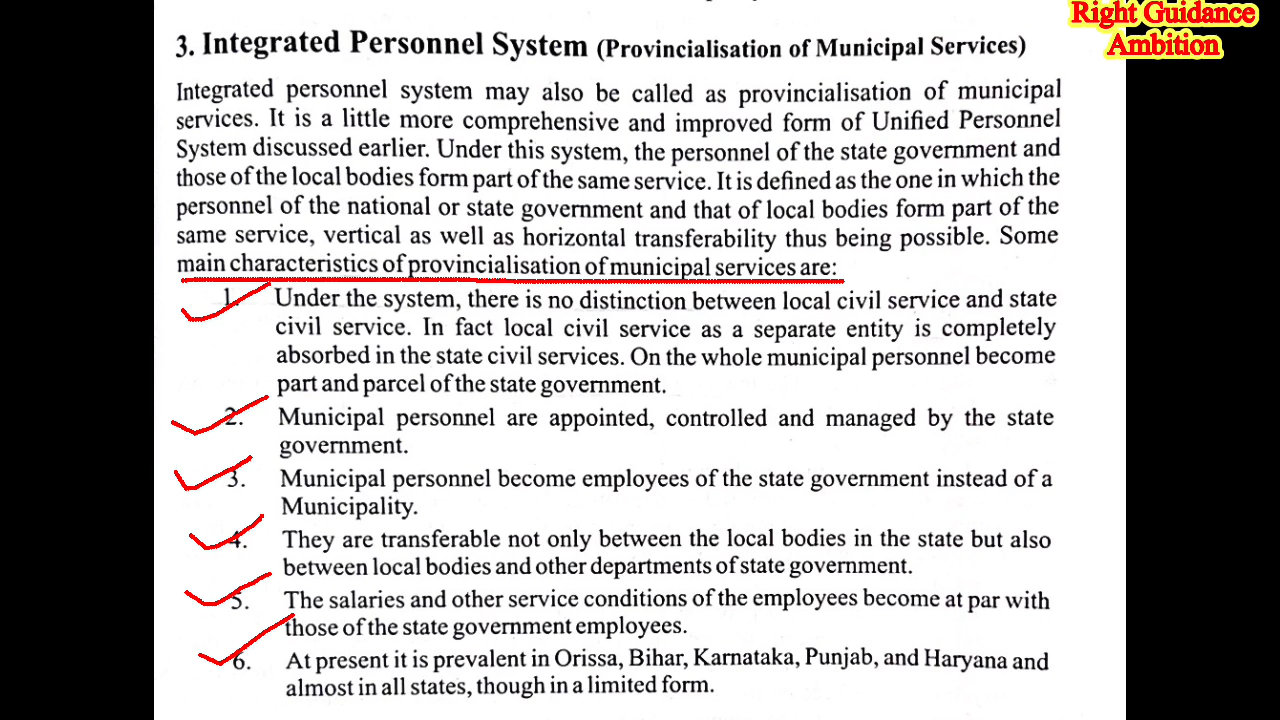 Right Guidance
Ambition
3. Integrated Personnel System (Provincialisation of Municipal Services)
Integrated personnel system may also be called as provincialisation of municipal
services. It is a little more comprehensive and improved form of Unified Personnel
System discussed earlier. Under this system, the personnel of the state government and
those of the local bodies form part of the same service. It is defined as the one in which the
personnel of the national or state government and that of local bodies form part of the
same service, vertical as well as horizontal transferability thus being possible. Some
main characteristics of provincialisation of municipal services are:
1. Under the system, there is no distinction between local civil service and state
civil service. In fact local civil service as a separate entity is completely
absorbed in the state civil services. On the whole municipal personnel become
part and parcel of the state government.
2. Municipal personnel are appointed, controlled and managed by the state
government.
3. Municipal personnel become employees of the state government instead of a
Municipality.
4. They are transferable not only between the local bodies in the state but also
between local bodies and other departments of state government.
5. The salaries and other service conditions of the employees become at par with
those of the state government employees.
6. At present it is prevalent in Orissa, Bihar, Karnataka, Punjab, and Haryana and
almost in all states, though in a limited form.